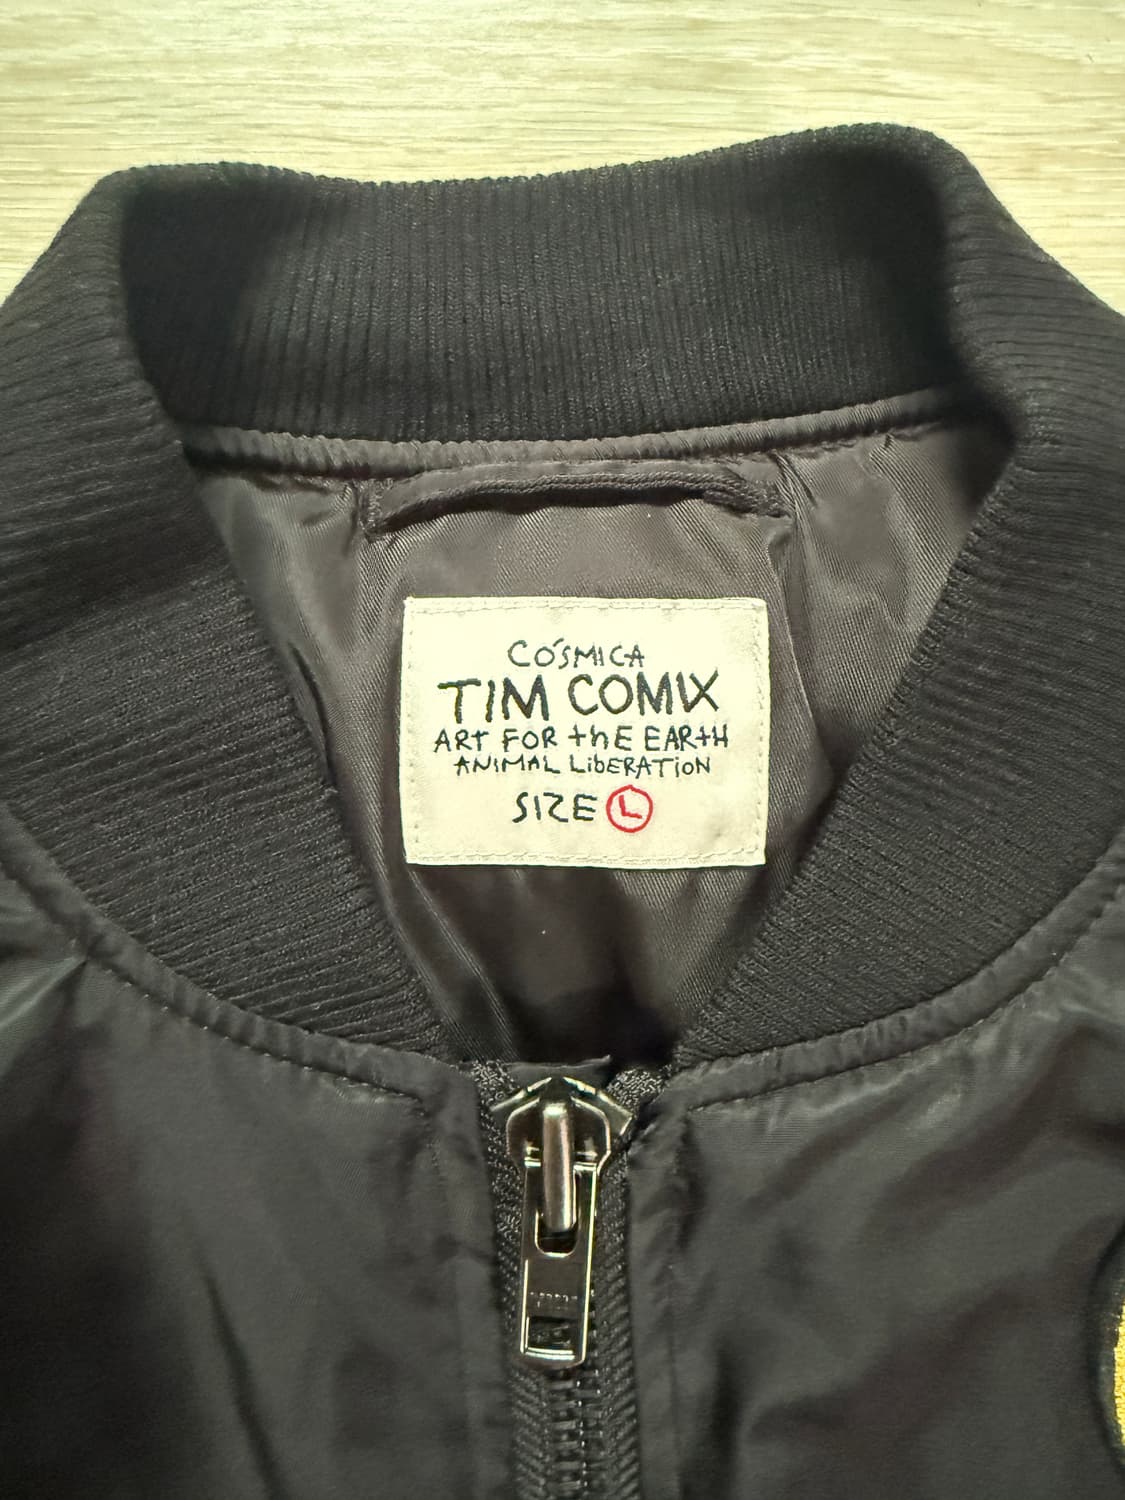 CÓSMICA
TIM COMIX
ART FOR thE EARtH
ANIMAL LiBERATiON
SIZE L